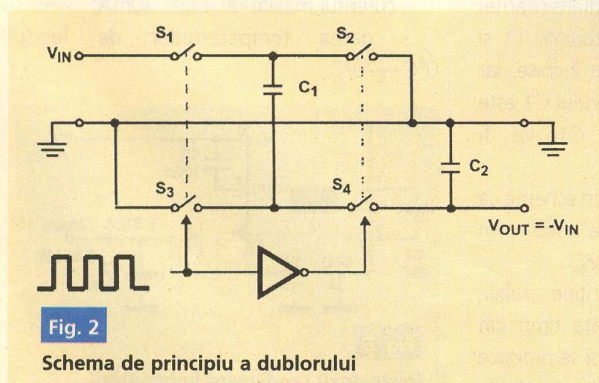 S1
S2
VIN
C1
C2
S3
S4
VOUT = -VIN
Fig. 2
Schema de principiu a dublorului